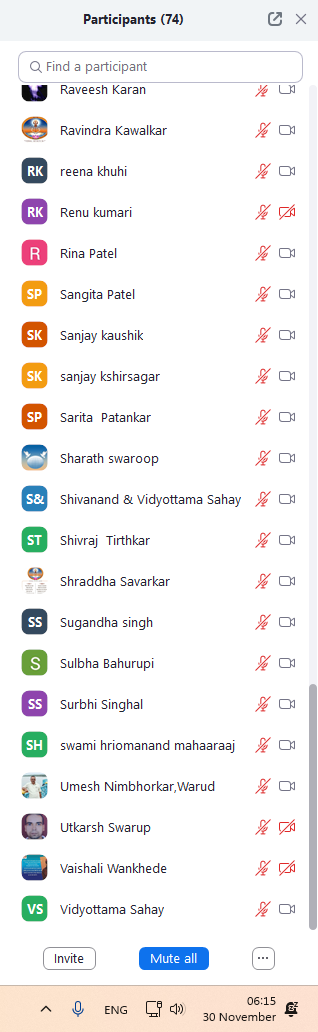 Participants (74)
Find a participant
Raveesh Karan
Ravindra Kawalkar
RK reena khuhi
RK Renu kumari
R Rina Patel
SP Sangita Patel
SK Sanjay kaushik
SK sanjay kshirsagar
SP Sarita  Patankar
Sharath swaroop
S& Shivanand & Vidyottama Sahay
ST Shivraj  Tirthkar
Shraddha Savarkar
SS Sugandha singh
S Sulbha Bahurupi
SS Surbhi Singhal
SH swami hriomanand mahaaraaj
Umesh Nimbhorkar,Warud
Utkarsh Swarup
Vaishali Wankhede
VS Vidyottama Sahay
Invite Mute all ...
ENG 06:15
30 November